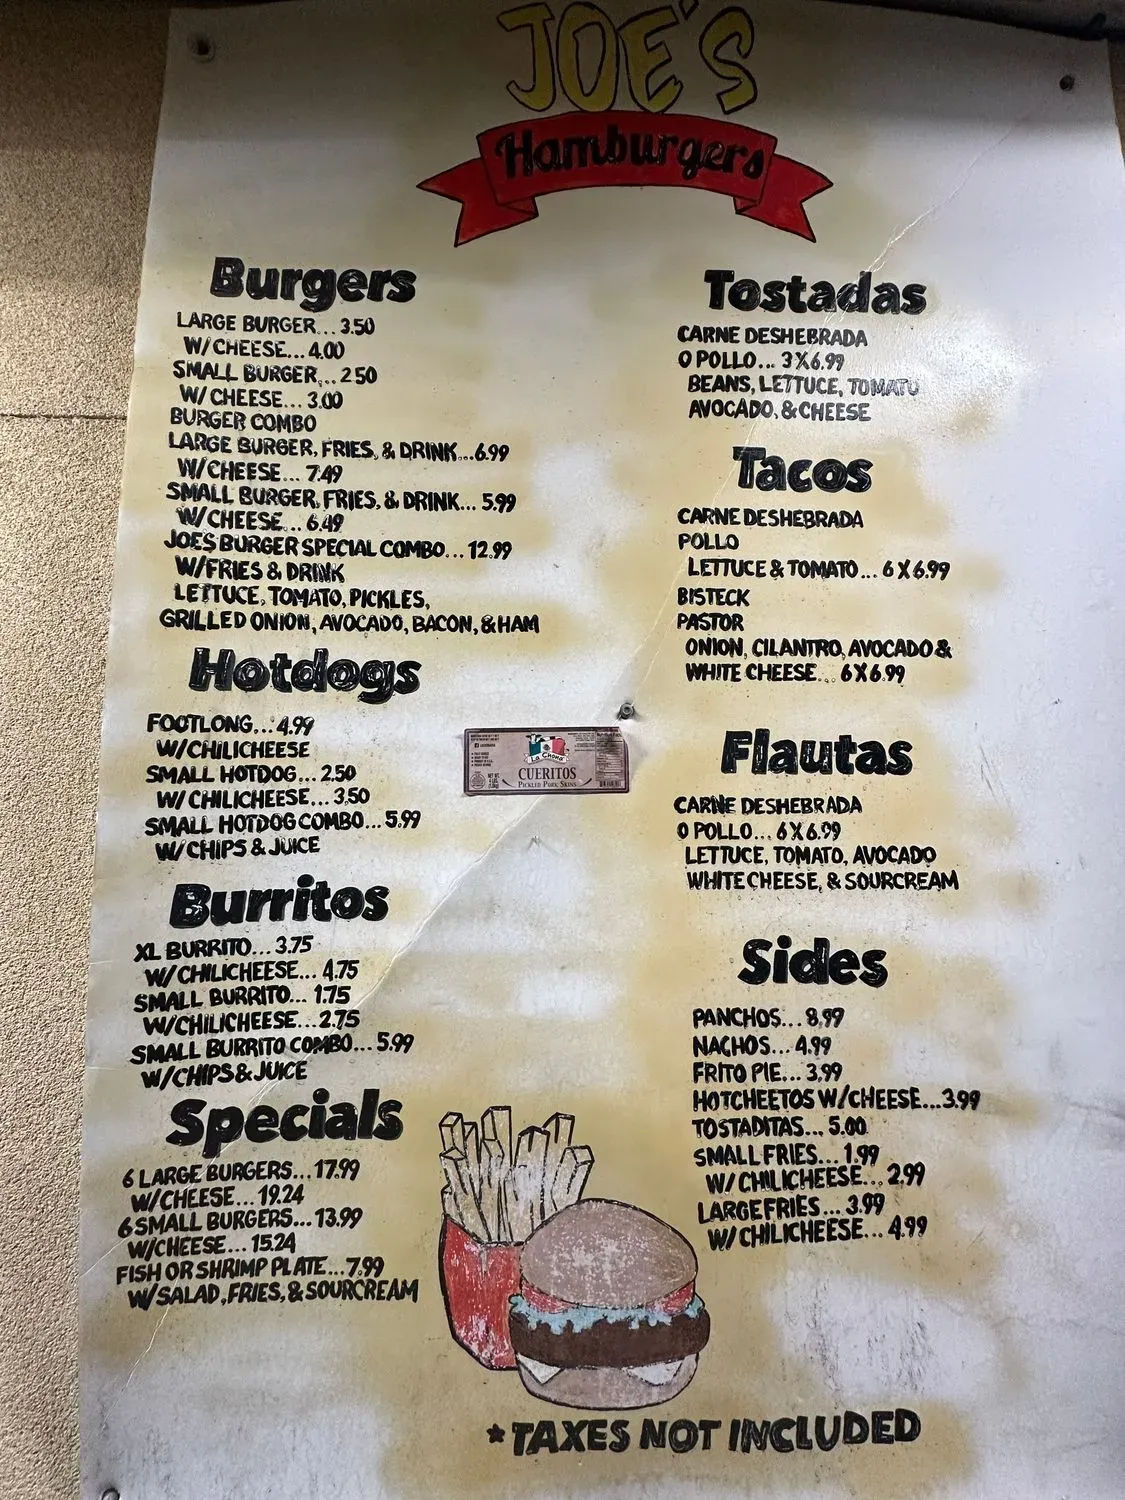 JOE'S
Hamburgers
Burgers
LARGE BURGER... 3.50
W/CHEESE... 4.00
SMALL BURGER... 2.50
W/CHEESE... 3.00
BURGER COMBO
LARGE BURGER, FRIES, & DRINK...6.99
W/CHEESE... 7.49
SMALL BURGER, FRIES, & DRINK... 5.99
W/CHEESE... 6.49
JOES BURGER SPECIAL COMBO... 12.99
W/FRIES & DRINK
LETTUCE, TOMATO, PICKLES,
GRILLED ONION, AVOCADO, BACON, & HAM
Hotdogs
FOOTLONG... 4.99
W/CHILICHEESE
SMALL HOTDOG... 2.50
W/CHILICHEESE... 3.50
SMALL HOTDOG COMBO... 5.99
W/CHIPS & JUICE
Burritos
XL BURRITO... 3.75
W/CHILICHEESE... 4.75
SMALL BURRITO... 1.75
W/CHILICHEESE...2.75
SMALL BURRITO COMBO... 5.99
W/CHIPS & JUICE
Specials
6 LARGE BURGERS... 17.99
W/CHEESE... 19.24
6 SMALL BURGERS... 13.99
W/CHEESE... 15.24
FISH OR SHRIMP PLATE...7.99
W/SALAD, FRIES, & SOURCREAM
Tostadas
CARNE DESHEBRADA
O POLLO... 3 X 6.99
BEANS, LETTUCE, TOMATO
AVOCADO, & CHEESE
Tacos
CARNE DESHEBRADA
POLLO
LETTUCE & TOMATO... 6 X 6.99
BISTECK
PASTOR
ONION, CILANTRO, AVOCADO &
WHITE CHEESE... 6 X 6.99
La Chona
CUERITOS
PICKLED PORK SKINS
Flautas
CARNE DESHEBRADA
O POLLO... 6 X 6.99
LETTUCE, TOMATO, AVOCADO
WHITE CHEESE, & SOURCREAM
Sides
PANCHOS... 8.99
NACHOS... 4.99
FRITO PIE... 3.99
HOTCHEETOS W/CHEESE...3.99
TOSTADITAS... 5.00
SMALL FRIES... 1.99
W/CHILICHEESE... 2.99
LARGE FRIES... 3.99
W/CHILICHEESE... 4.99
*TAXES NOT INCLUDED